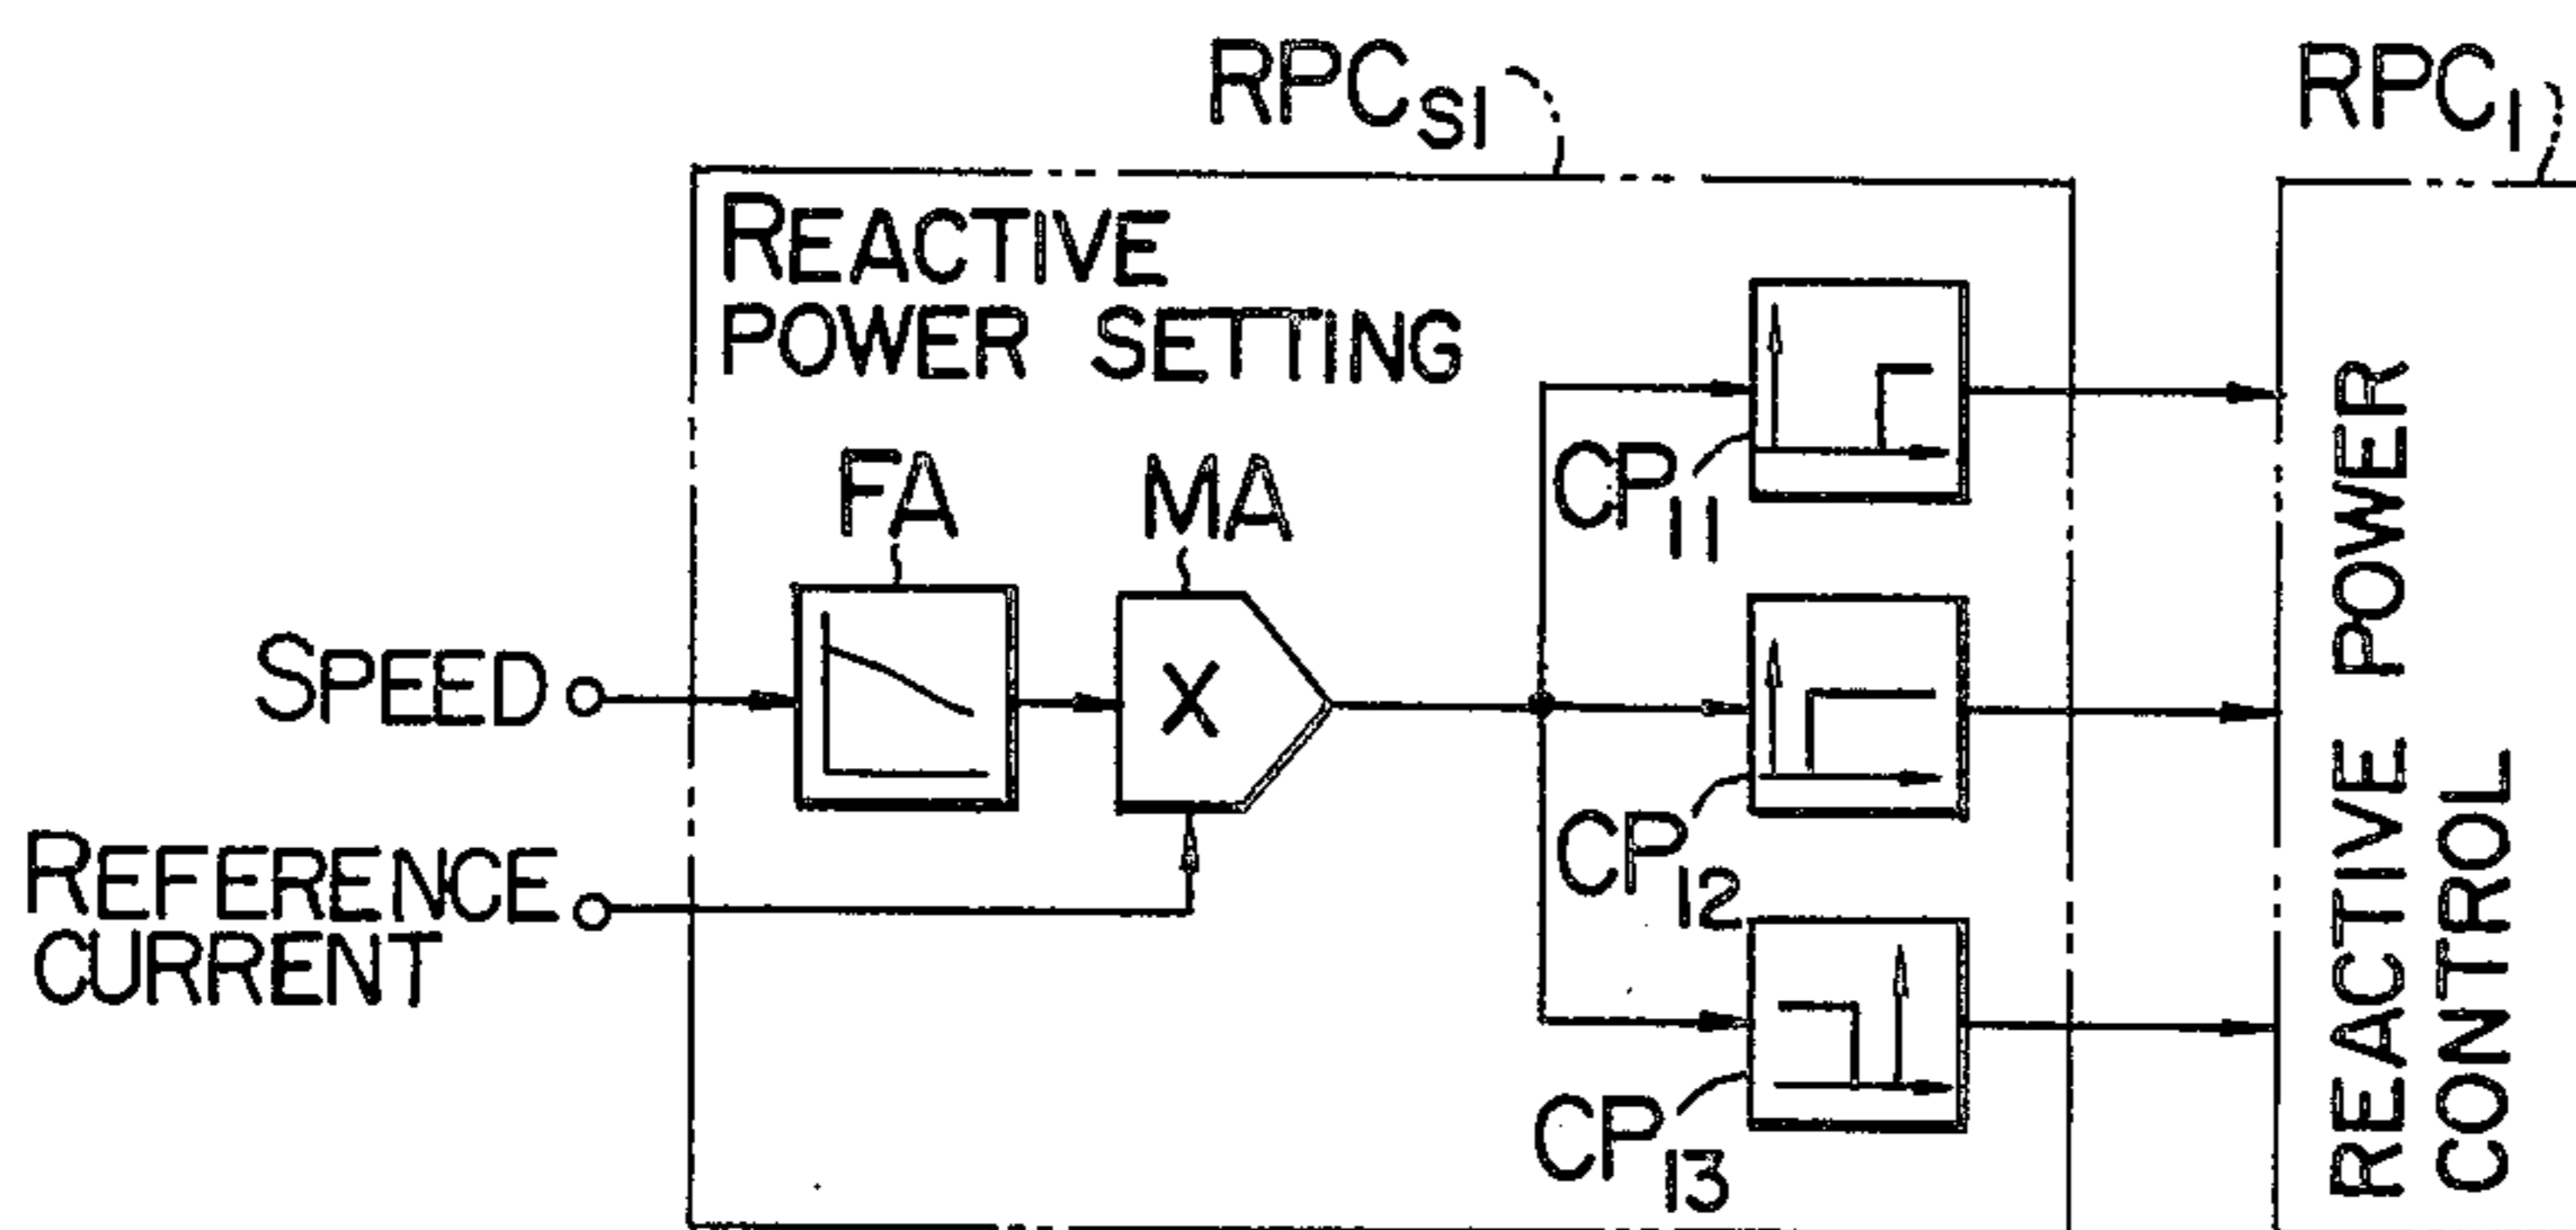 RPCS1
RPC1
REACTIVE
POWER SETTING
FA
MA
X
CP11
SPEED
CP12
REFERENCE
CURRENT
CP13
REACTIVE POWER
CONTROL